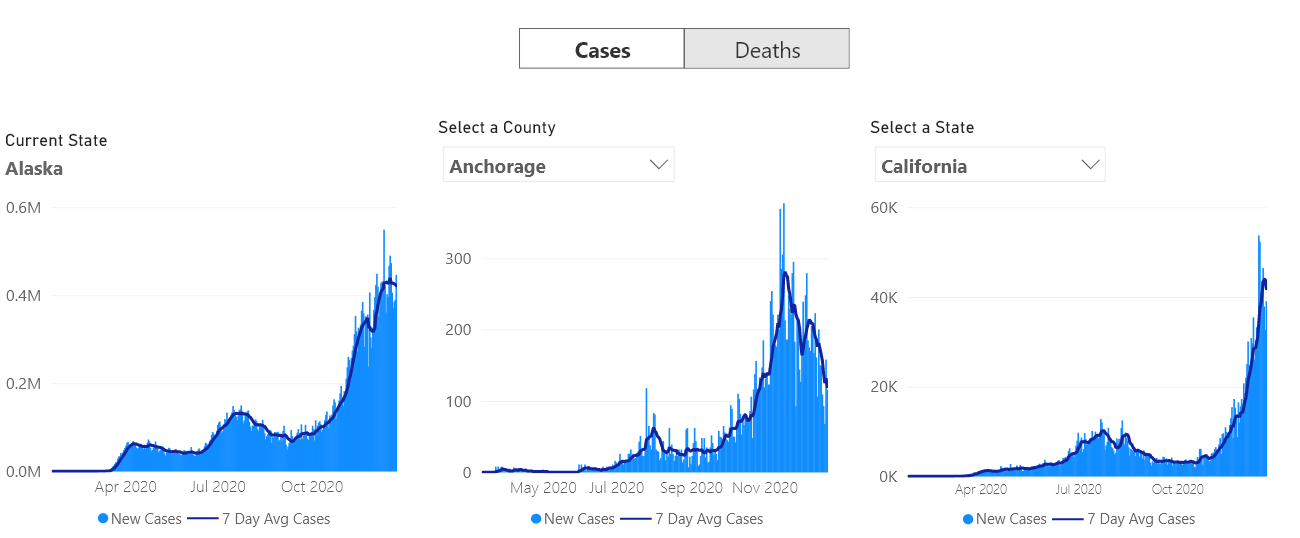 Cases Deaths
Current State
Alaska
0.6M
0.4M
0.2M
0.0M
Apr 2020 Jul 2020 Oct 2020
New Cases 7 Day Avg Cases
Select a County
Anchorage
300
200
100
0
May 2020 Jul 2020 Sep 2020 Nov 2020
New Cases 7 Day Avg Cases
Select a State
California
60K
40K
20K
0K
Apr 2020 Jul 2020 Oct 2020
New Cases 7 Day Avg Cases